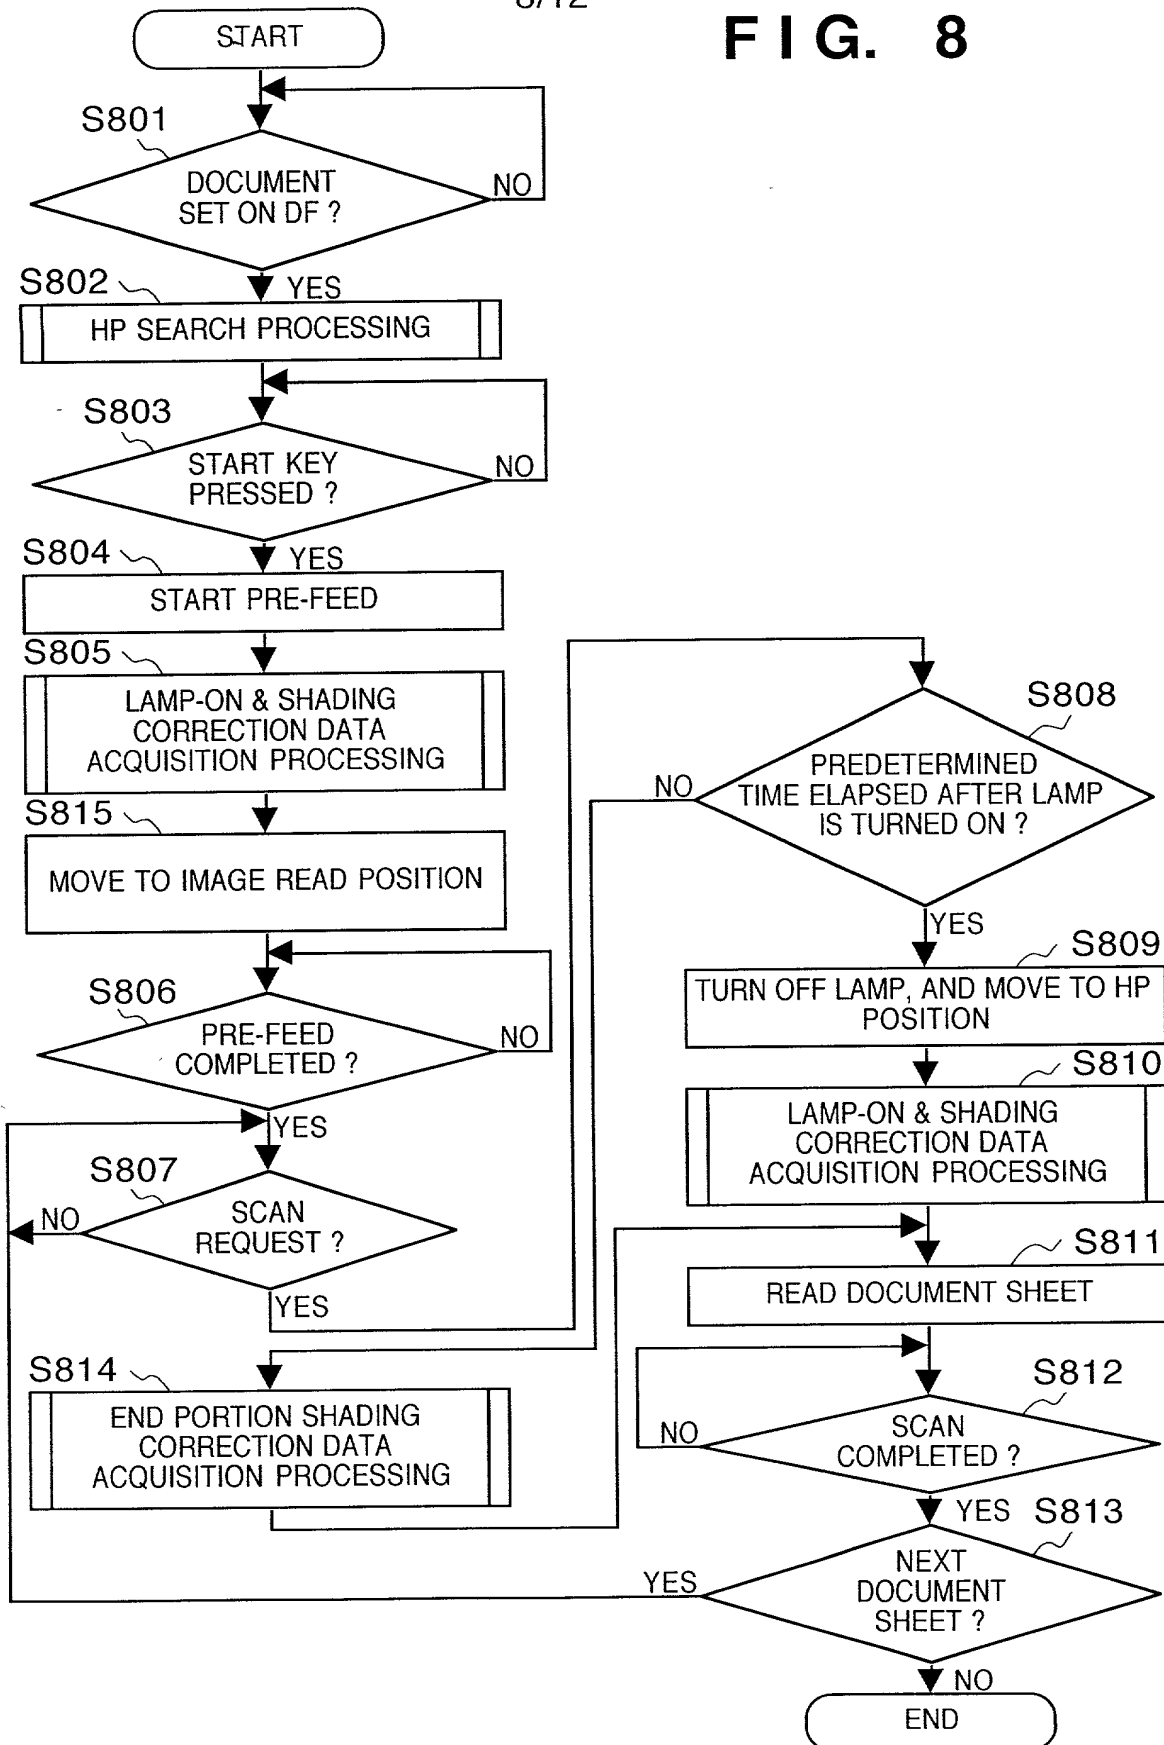 8/12
FIG. 8
START
S801
DOCUMENT
SET ON DF ?
NO
YES
S802
HP SEARCH PROCESSING
S803
START KEY
PRESSED ?
NO
YES
S804
START PRE-FEED
S805
LAMP-ON & SHADING
CORRECTION DATA
ACQUISITION PROCESSING
S815
MOVE TO IMAGE READ POSITION
S806
PRE-FEED
COMPLETED ?
NO
YES
S807
SCAN
REQUEST ?
NO
YES
S814
END PORTION SHADING
CORRECTION DATA
ACQUISITION PROCESSING
S808
PREDETERMINED
TIME ELAPSED AFTER LAMP
IS TURNED ON ?
NO
YES
S809
TURN OFF LAMP, AND MOVE TO HP
POSITION
S810
LAMP-ON & SHADING
CORRECTION DATA
ACQUISITION PROCESSING
S811
READ DOCUMENT SHEET
S812
SCAN
COMPLETED ?
NO
YES
S813
NEXT
DOCUMENT
SHEET ?
YES
NO
END